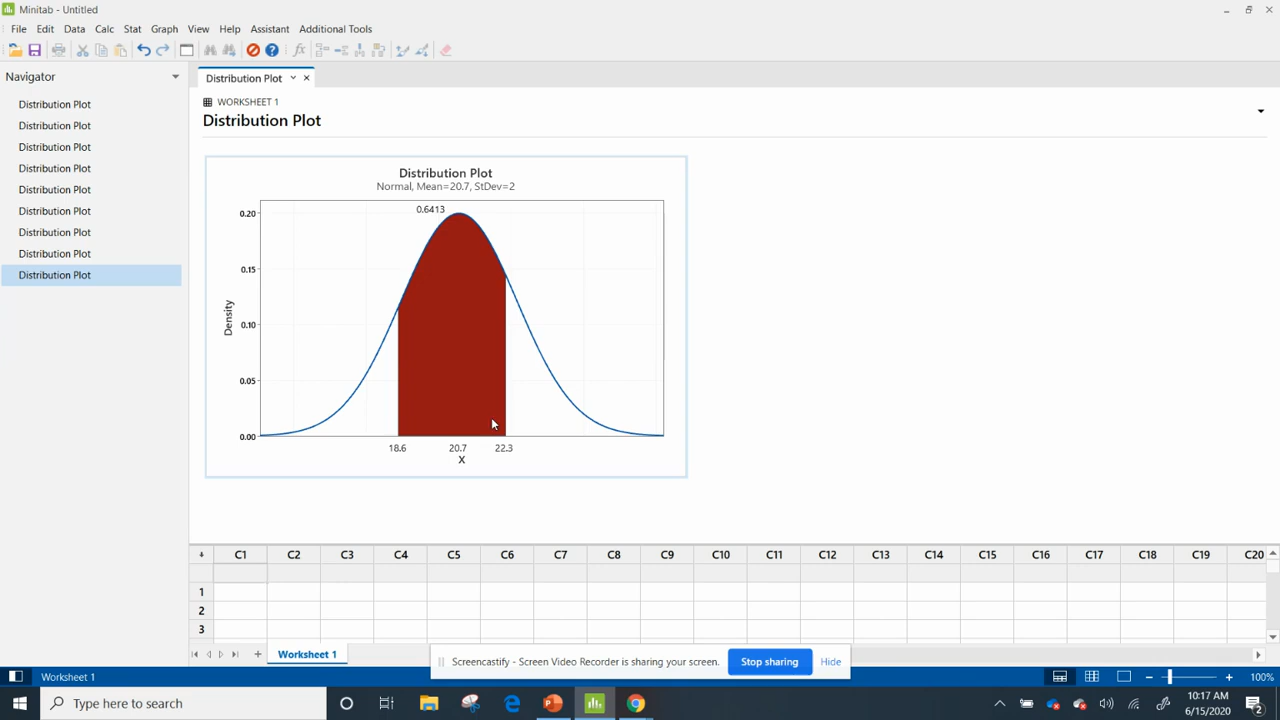 Minitab - Untitled
File Edit Data Calc Stat Graph View Help Assistant Additional Tools
Navigator
Distribution Plot
Distribution Plot
Distribution Plot
Distribution Plot
Distribution Plot
Distribution Plot
Distribution Plot
Distribution Plot
Distribution Plot
Distribution Plot
WORKSHEET 1
Distribution Plot
Distribution Plot
Normal, Mean=20.7, StDev=2
0.6413
0.20
0.15
0.10
0.05
0.00
Density
18.6 20.7 22.3
X
C1 C2 C3 C4 C5 C6 C7 C8 C9 C10 C11 C12 C13 C14 C15 C16 C17 C18 C19 C20
1
2
3
Worksheet 1
Screencastify - Screen Video Recorder is sharing your screen. Stop sharing Hide
Worksheet 1
100%
Type here to search
10:17 AM
6/15/2020
2